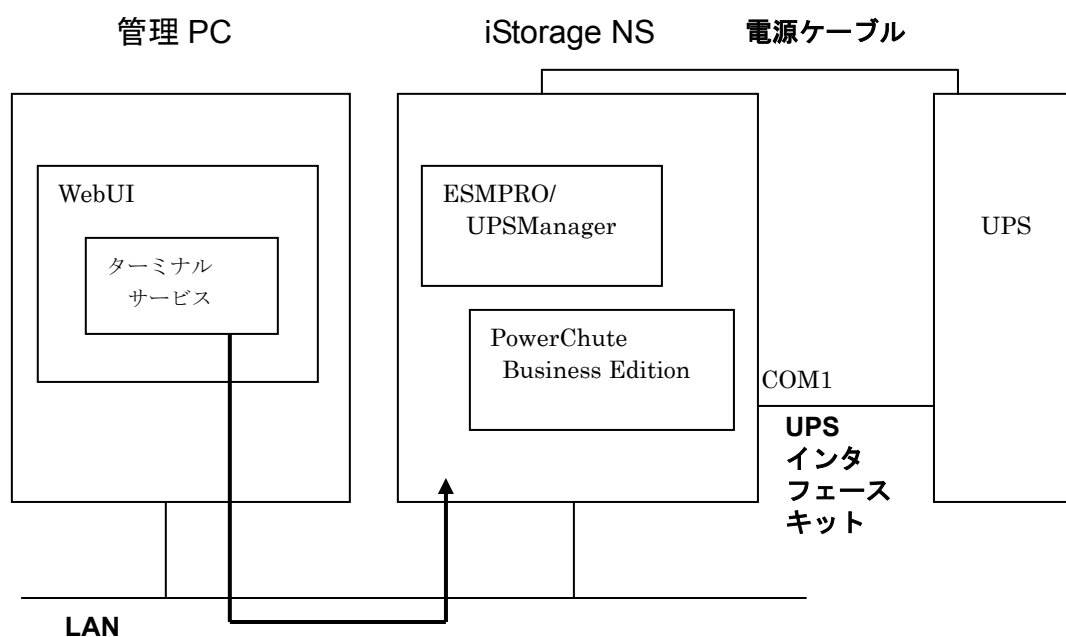 管理 PC
iStorage NS
電源ケーブル
WebUI
ターミナル
サービス
ESMPRO/
UPSManager
PowerChute
Business Edition
UPS
COM1
UPS
インタ
フェース
キット
LAN